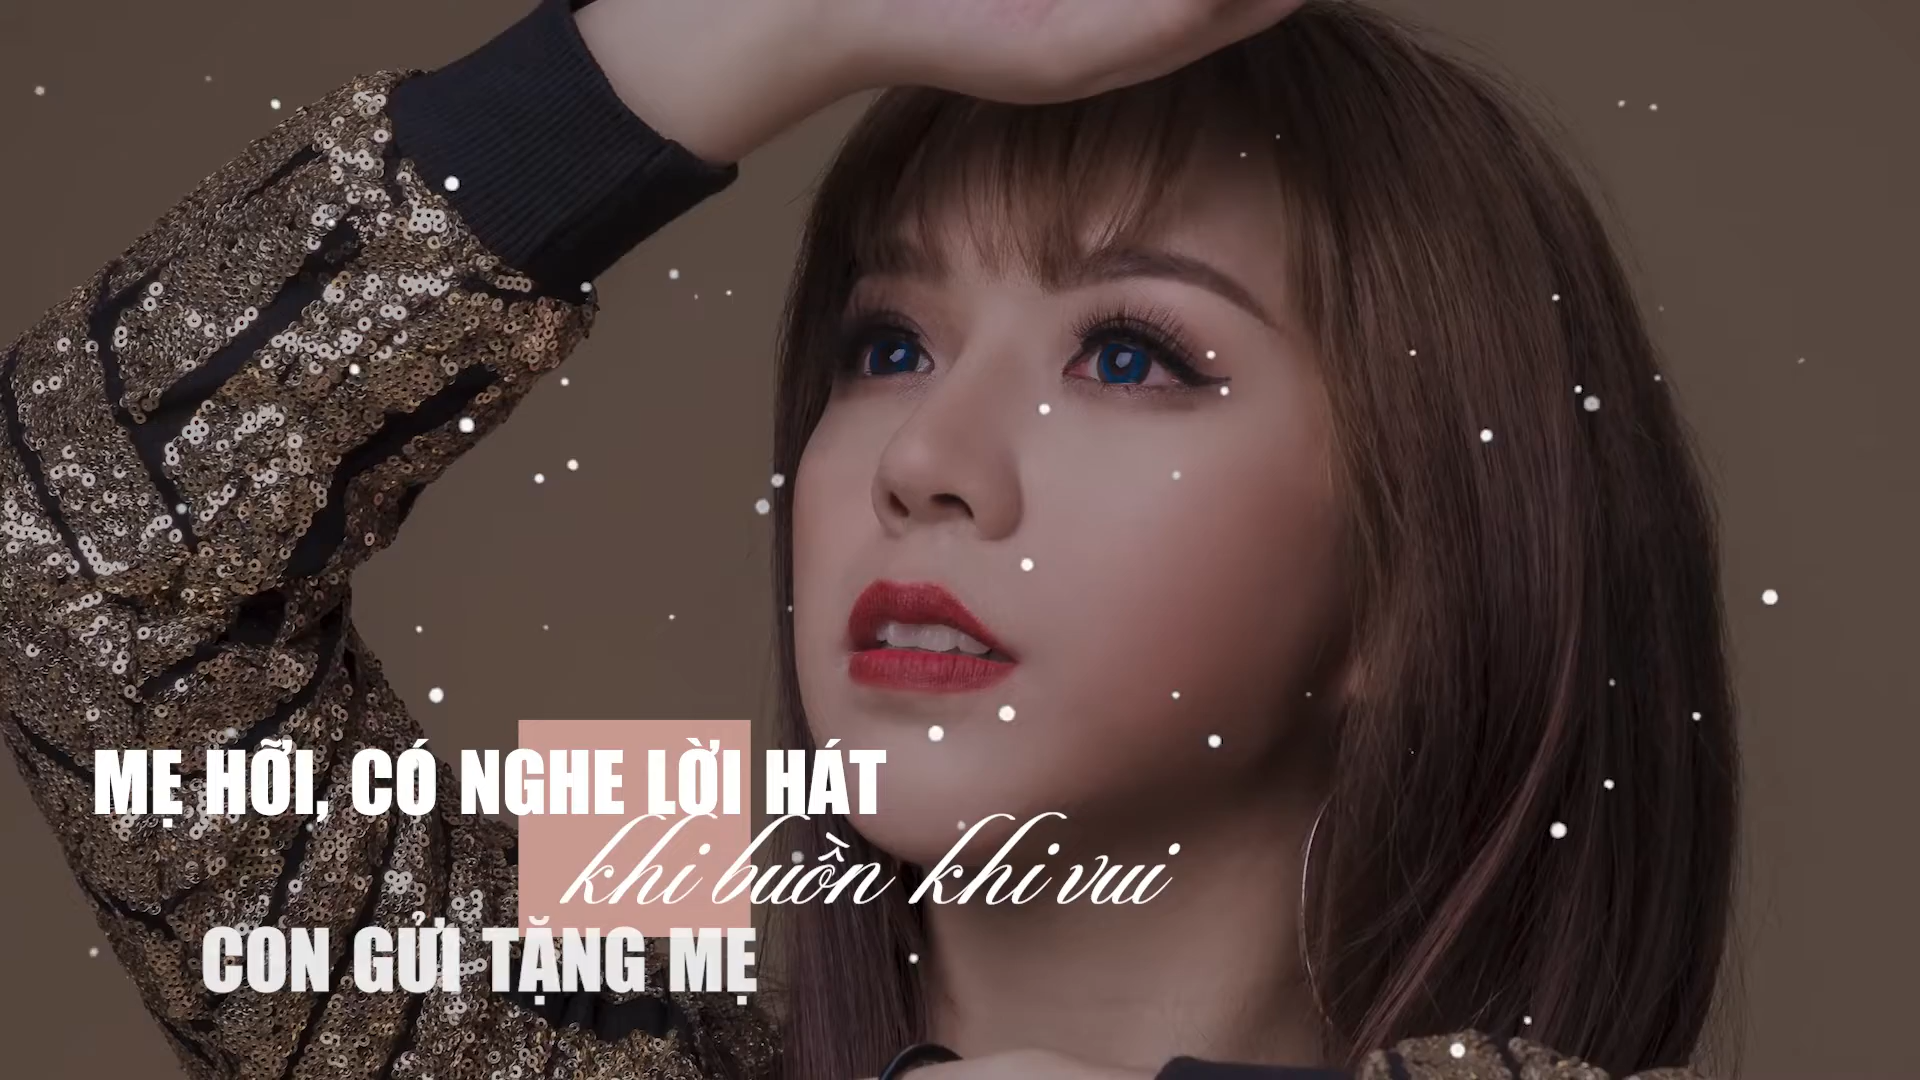 MẸ HỠI, CÓ NGHE LỜI HÁT
khi buồn khi vui
CON GỬI TẶNG MẸ